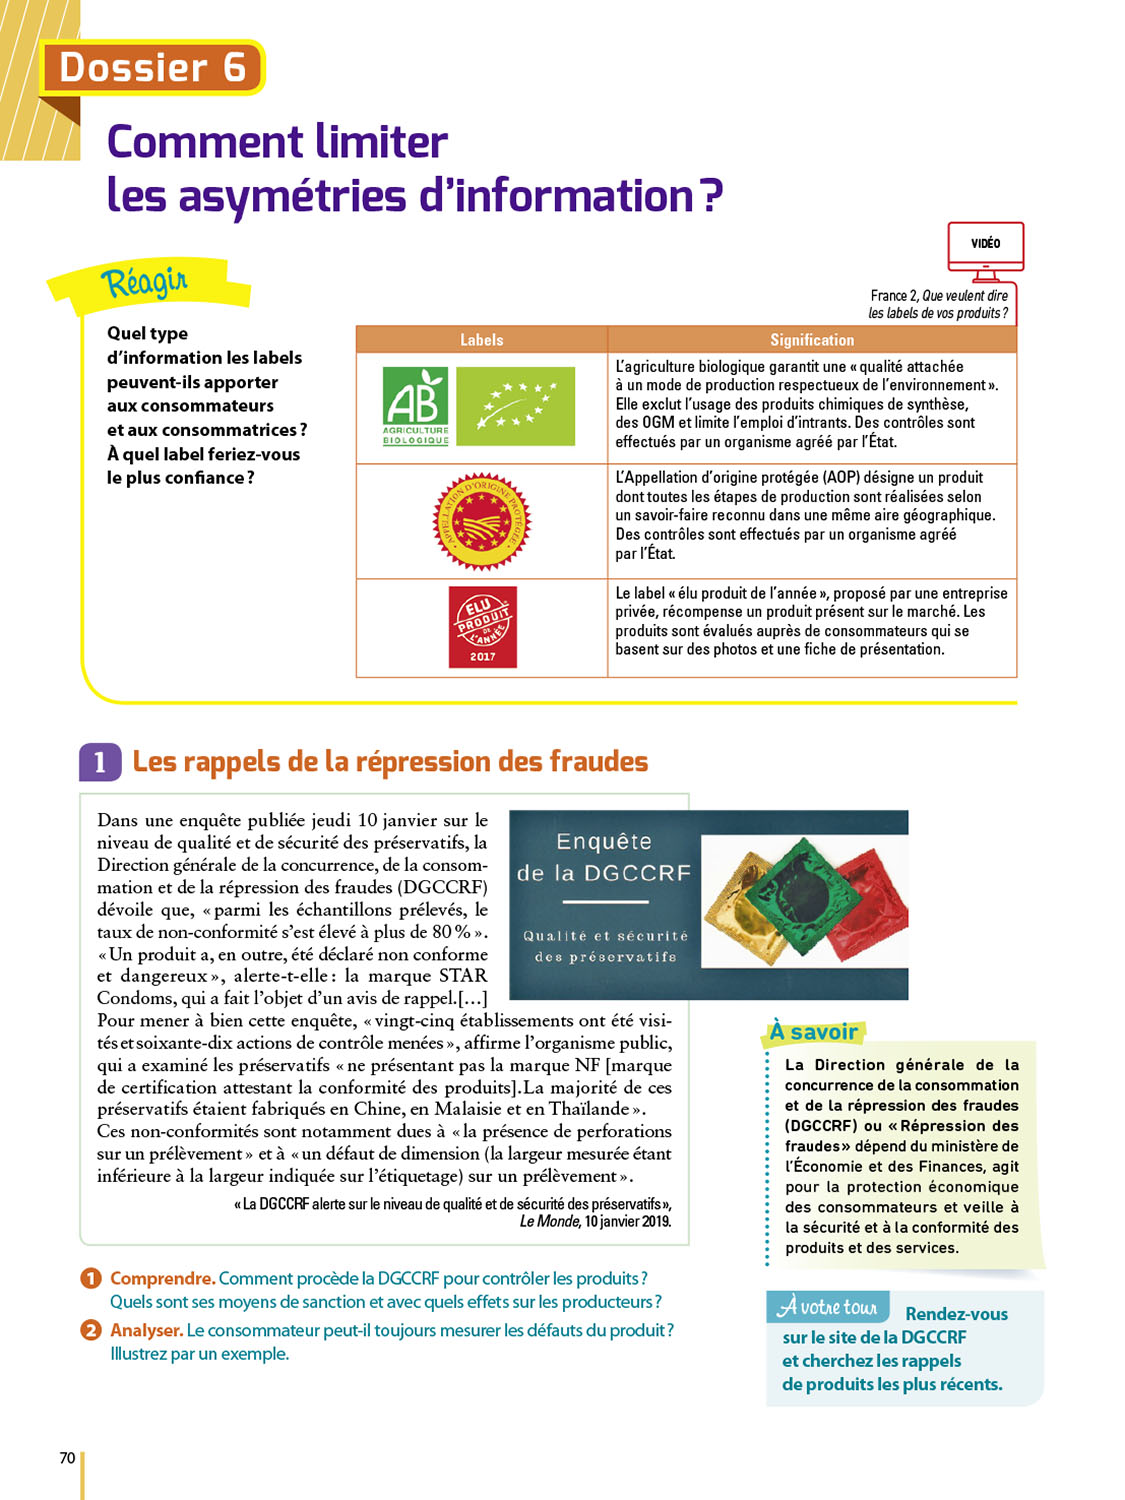 Dossier 6
Comment limiter
les asymétries d'information ?
Réagir
Quel type
d'information les labels
peuvent-ils apporter
aux consommateurs
et aux consommatrices ?
À quel label feriez-vous
le plus confiance ?
VIDÉO
France 2, Que veulent dire
les labels de vos produits ?
Labels
Signification
AB
AGRICULTURE
BIOLOGIQUE
L'agriculture biologique garantit une « qualité attachée
à un mode de production respectueux de l'environnement ».
Elle exclut l'usage des produits chimiques de synthèse,
des OGM et limite l'emploi d'intrants. Des contrôles sont
effectués par un organisme agréé par l'État.
APPELLATION D'ORIGINE PROTÉGÉE
L'Appellation d'origine protégée (AOP) désigne un produit
dont toutes les étapes de production sont réalisées selon
un savoir-faire reconnu dans une même aire géographique.
Des contrôles sont effectués par un organisme agréé
par l'État.
ELU
PRODUIT
DE
L'ANNÉE
2017
Le label « élu produit de l'année », proposé par une entreprise
privée, récompense un produit présent sur le marché. Les
produits sont évalués auprès de consommateurs qui se
basent sur des photos et une fiche de présentation.
1 Les rappels de la répression des fraudes
Dans une enquête publiée jeudi 10 janvier sur le
niveau de qualité et de sécurité des préservatifs, la
Direction générale de la concurrence, de la consom-
mation et de la répression des fraudes (DGCCRF)
dévoile que, « parmi les échantillons prélevés, le
taux de non-conformité s'est élevé à plus de 80 % ».
« Un produit a, en outre, été déclaré non conforme
et dangereux », alerte-t-elle : la marque STAR
Condoms, qui a fait l'objet d'un avis de rappel.[…]
Pour mener à bien cette enquête, « vingt-cinq établissements ont été visi-
tés et soixante-dix actions de contrôle menées », affirme l'organisme public,
qui a examiné les préservatifs « ne présentant pas la marque NF [marque
de certification attestant la conformité des produits].La majorité de ces
préservatifs étaient fabriqués en Chine, en Malaisie et en Thaïlande ».
Ces non-conformités sont notamment dues à « la présence de perforations
sur un prélèvement » et à « un défaut de dimension (la largeur mesurée étant
inférieure à la largeur indiquée sur l'étiquetage) sur un prélèvement ».
« La DGCCRF alerte sur le niveau de qualité et de sécurité des préservatifs »,
Le Monde, 10 janvier 2019.
Enquête
de la DGCCRF
Qualité et sécurité
des préservatifs
À savoir
La Direction générale de la
concurrence de la consommation
et de la répression des fraudes
(DGCCRF) ou « Répression des
fraudes » dépend du ministère de
l'Économie et des Finances, agit
pour la protection économique
des consommateurs et veille à
la sécurité et à la conformité des
produits et des services.
1 Comprendre. Comment procède la DGCCRF pour contrôler les produits ?
Quels sont ses moyens de sanction et avec quels effets sur les producteurs ?
2 Analyser. Le consommateur peut-il toujours mesurer les défauts du produit ?
Illustrez par un exemple.
À votre tour Rendez-vous
sur le site de la DGCCRF
et cherchez les rappels
de produits les plus récents.
70